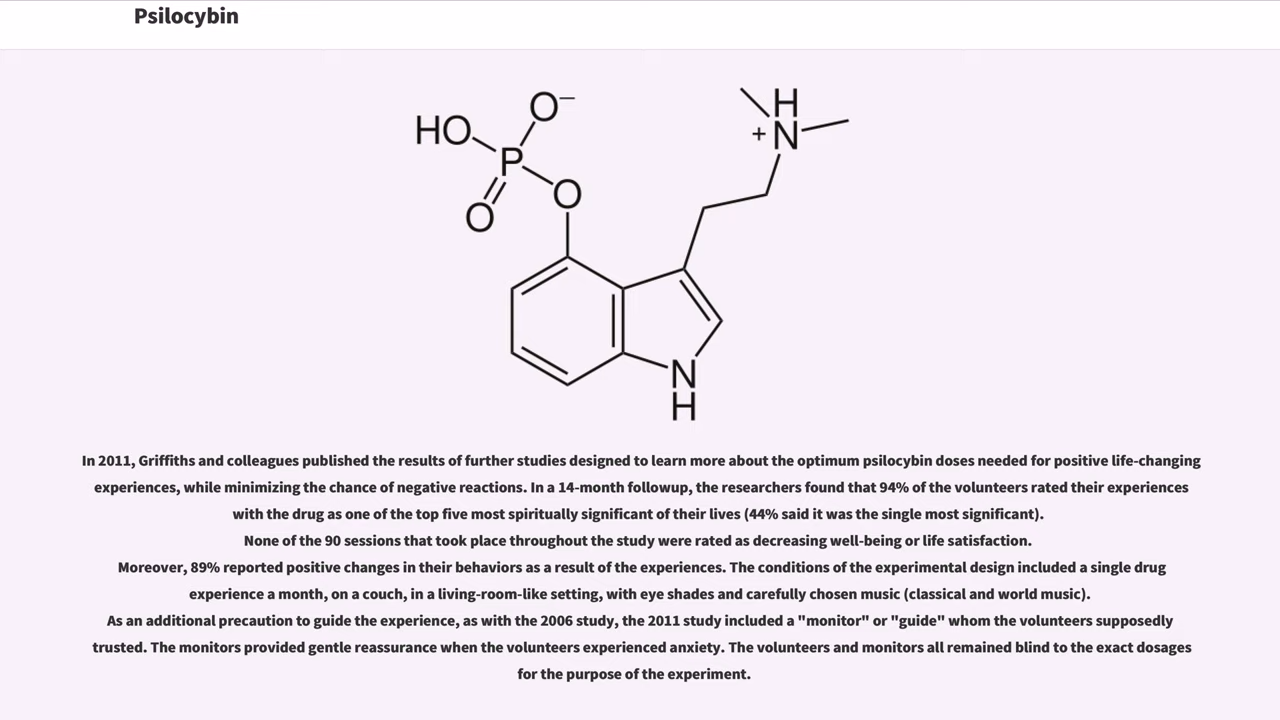 Psilocybin
O−
H
HO
+ N
P
O
O
N
H
In 2011, Griffiths and colleagues published the results of further studies designed to learn more about the optimum psilocybin doses needed for positive life-changing
experiences, while minimizing the chance of negative reactions. In a 14-month followup, the researchers found that 94% of the volunteers rated their experiences
with the drug as one of the top five most spiritually significant of their lives (44% said it was the single most significant).
None of the 90 sessions that took place throughout the study were rated as decreasing well-being or life satisfaction.
Moreover, 89% reported positive changes in their behaviors as a result of the experiences. The conditions of the experimental design included a single drug
experience a month, on a couch, in a living-room-like setting, with eye shades and carefully chosen music (classical and world music).
As an additional precaution to guide the experience, as with the 2006 study, the 2011 study included a "monitor" or "guide" whom the volunteers supposedly
trusted. The monitors provided gentle reassurance when the volunteers experienced anxiety. The volunteers and monitors all remained blind to the exact dosages
for the purpose of the experiment.